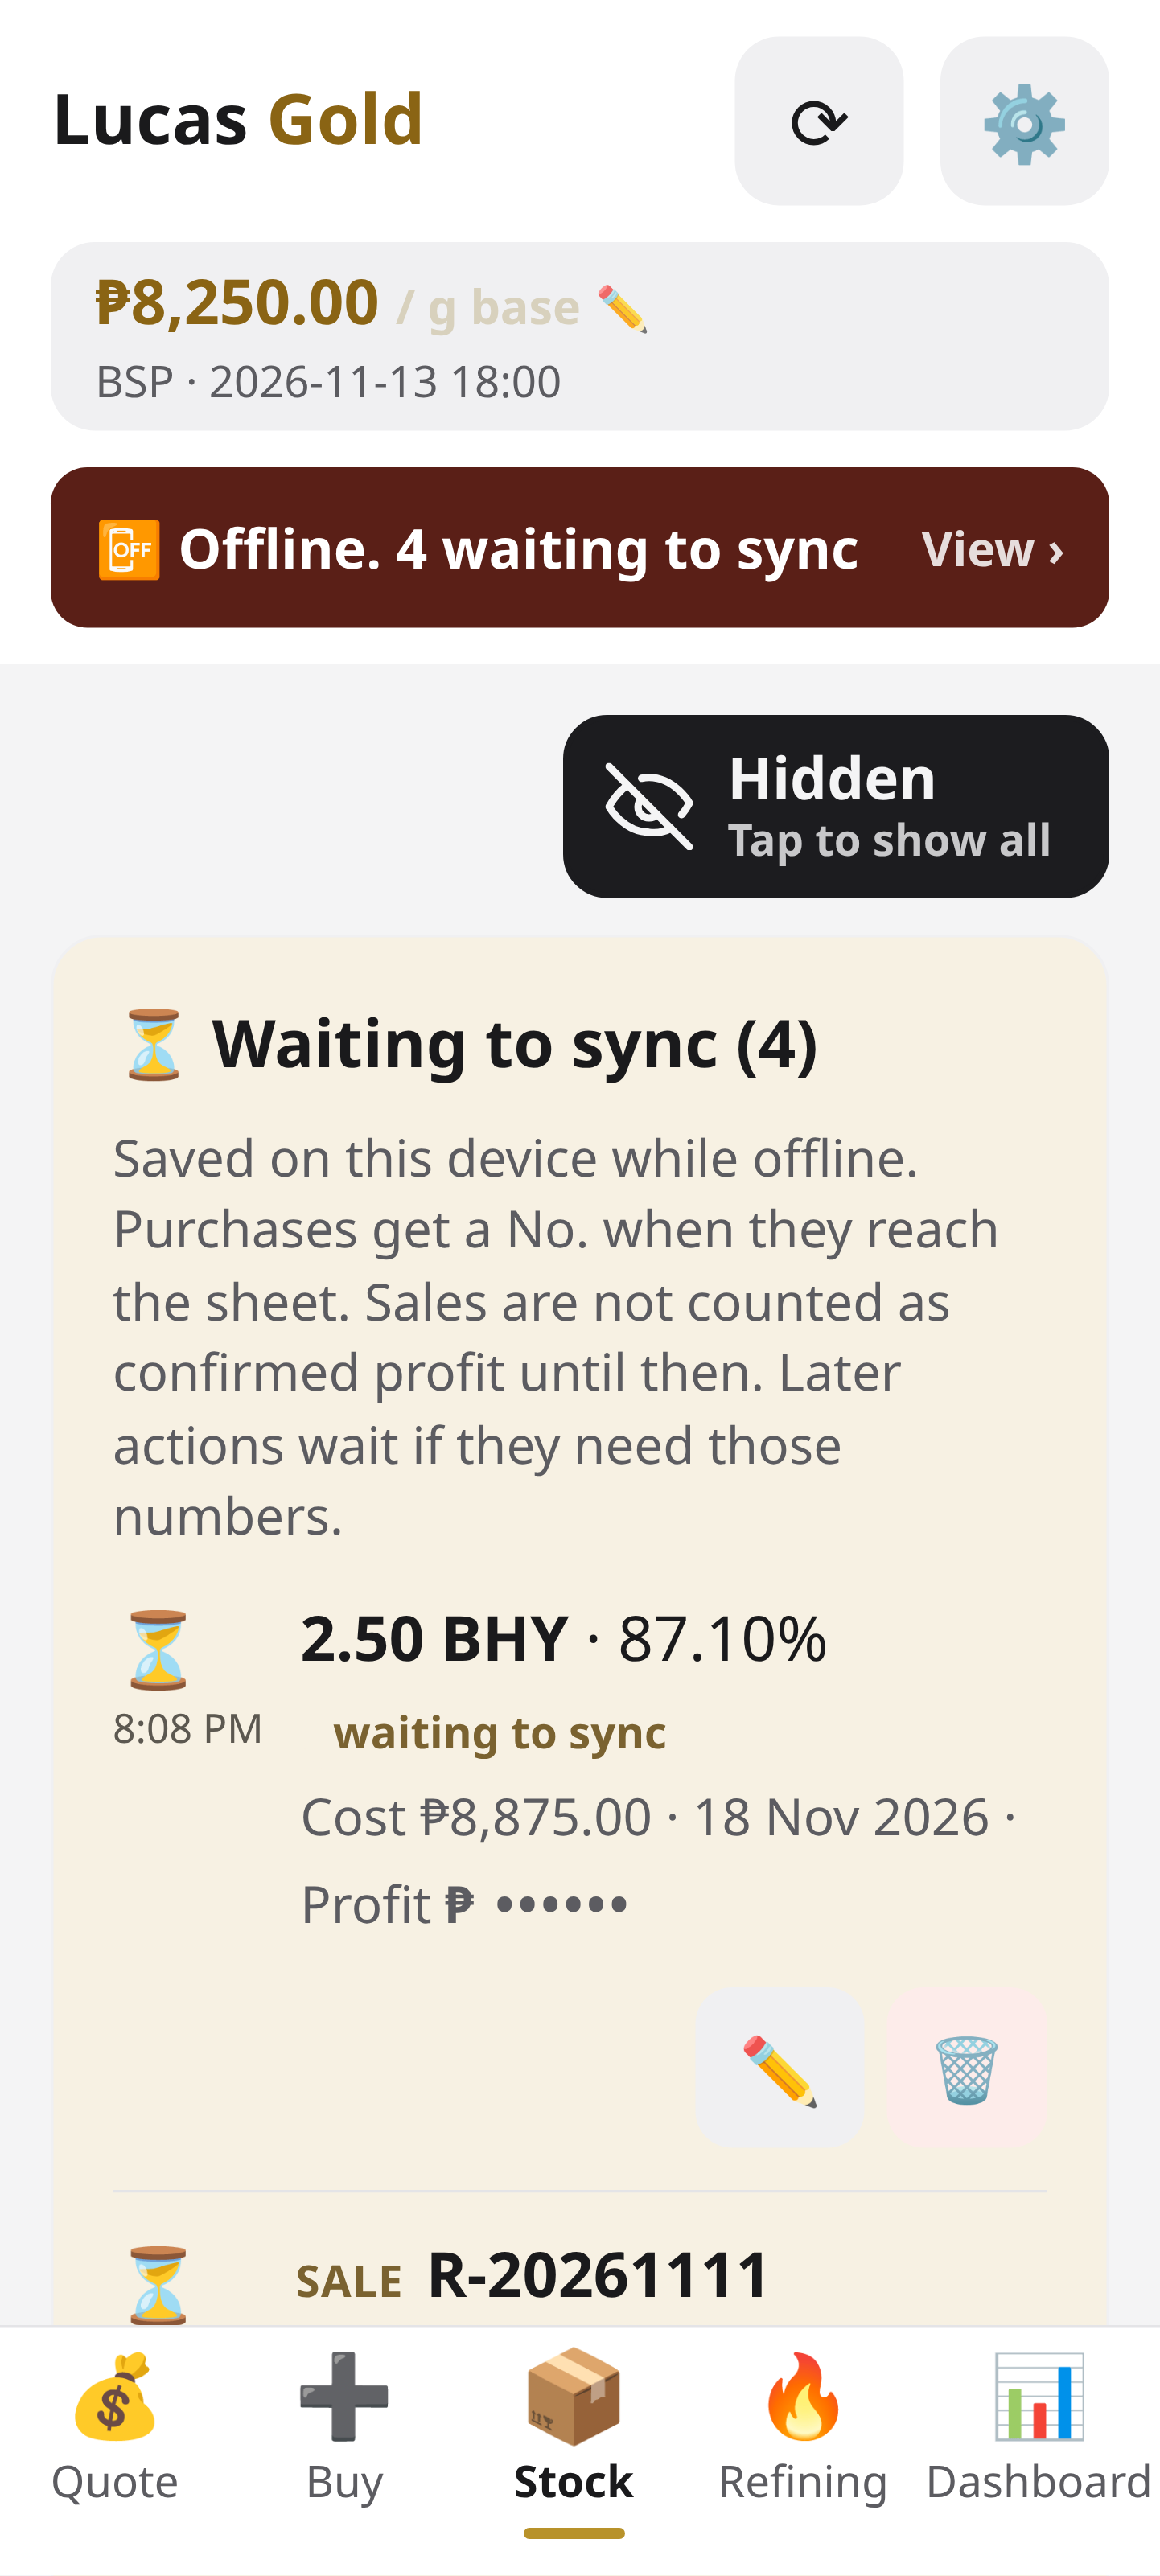 Lucas Gold
₱8,250.00 / g base
BSP · 2026-11-13 18:00
Offline. 4 waiting to sync View ›
Hidden
Tap to show all
Waiting to sync (4)
Saved on this device while offline.
Purchases get a No. when they reach
the sheet. Sales are not counted as
confirmed profit until then. Later
actions wait if they need those
numbers.
2.50 BHY · 87.10%
8:08 PM waiting to sync
Cost ₱8,875.00 · 18 Nov 2026 ·
Profit ₱ ••••••
SALE R-20261111
Quote Buy Stock Refining Dashboard